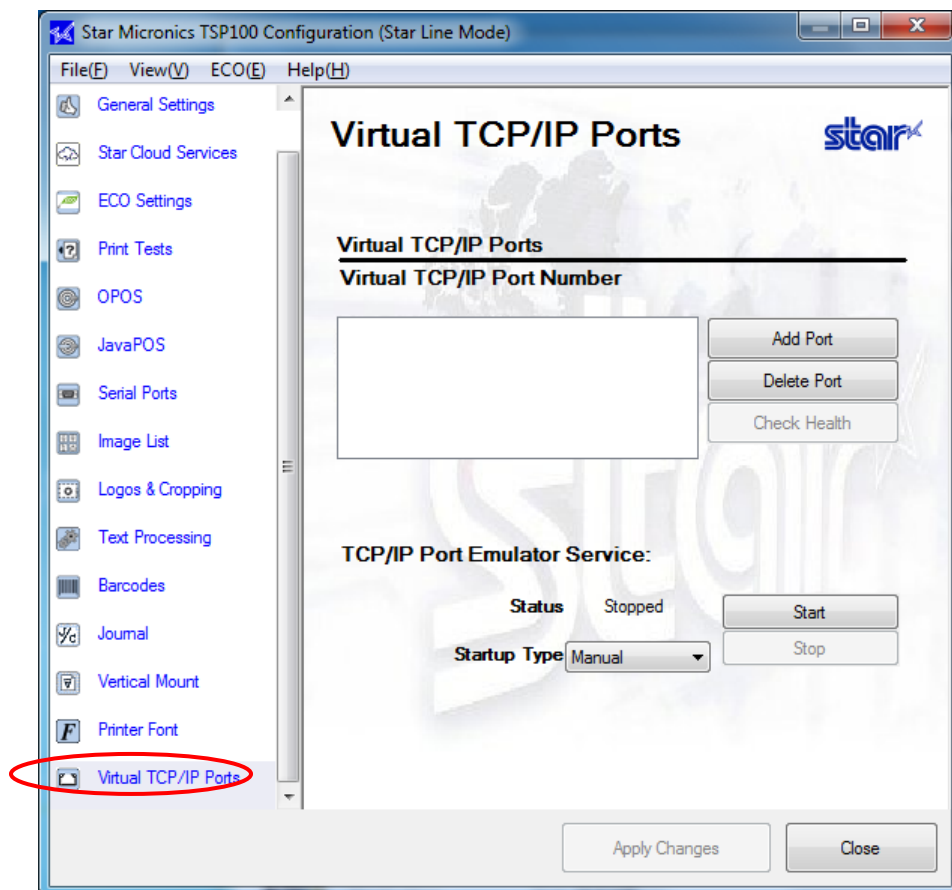 Star Micronics TSP100 Configuration (Star Line Mode)
File(F) View(V) ECO(E) Help(H)
General Settings
Star Cloud Services
ECO Settings
Print Tests
OPOS
JavaPOS
Serial Ports
Image List
Logos & Cropping
Text Processing
Barcodes
Journal
Vertical Mount
Printer Font
Virtual TCP/IP Ports
Virtual TCP/IP Ports
star
Virtual TCP/IP Ports
Virtual TCP/IP Port Number
Add Port
Delete Port
Check Health
TCP/IP Port Emulator Service:
Status Stopped
Start
Startup Type Manual
Stop
Apply Changes
Close